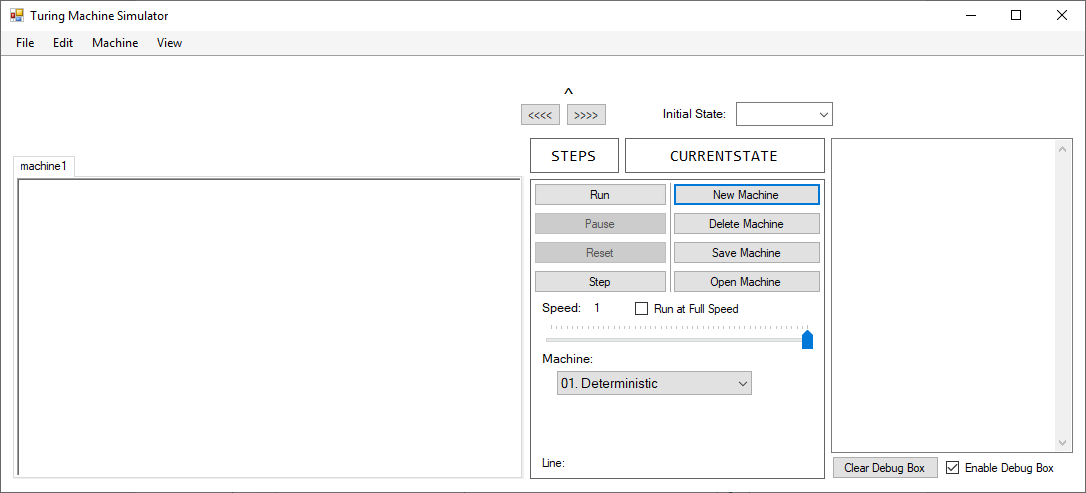 Turing Machine Simulator
File Edit Machine View
^
<<<< >>>> Initial State:
STEPS CURRENTSTATE
machine1
Run New Machine
Pause Delete Machine
Reset Save Machine
Step Open Machine
Speed: 1 Run at Full Speed
Machine:
01. Deterministic
Line:
Clear Debug Box Enable Debug Box